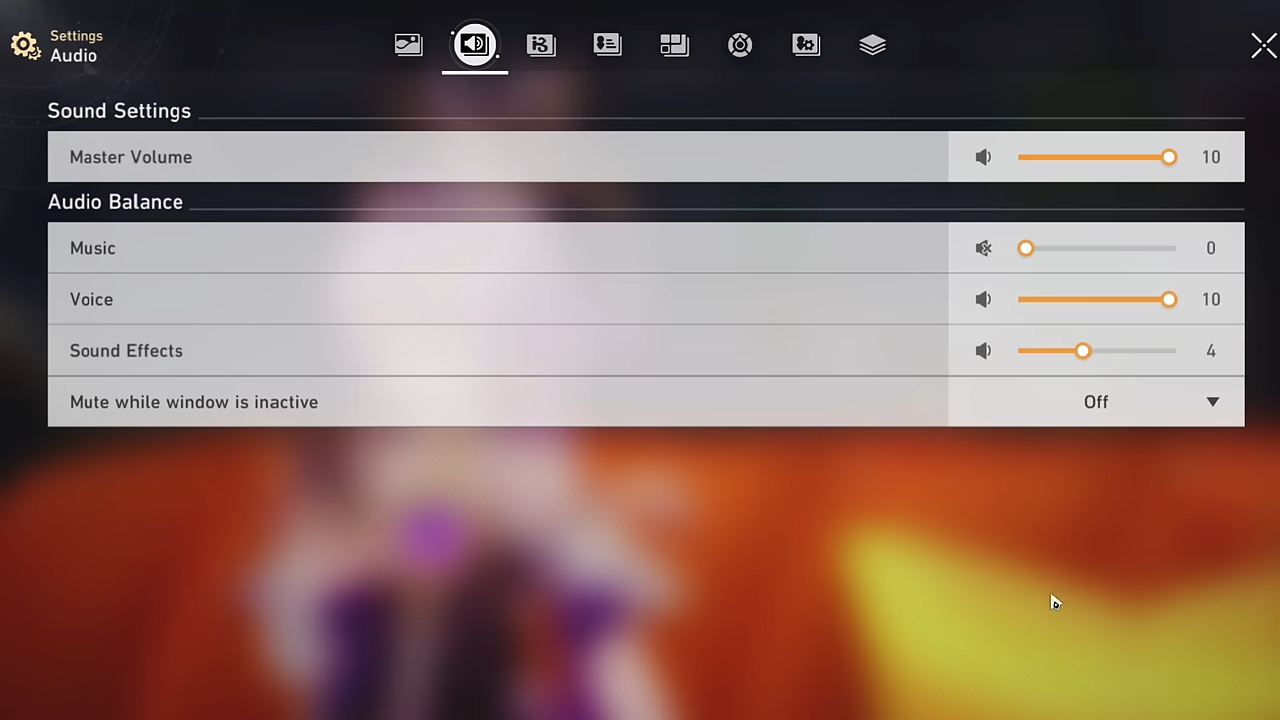 Settings
Audio
Sound Settings
Master Volume 10
Audio Balance
Music 0
Voice 10
Sound Effects 4
Mute while window is inactive Off